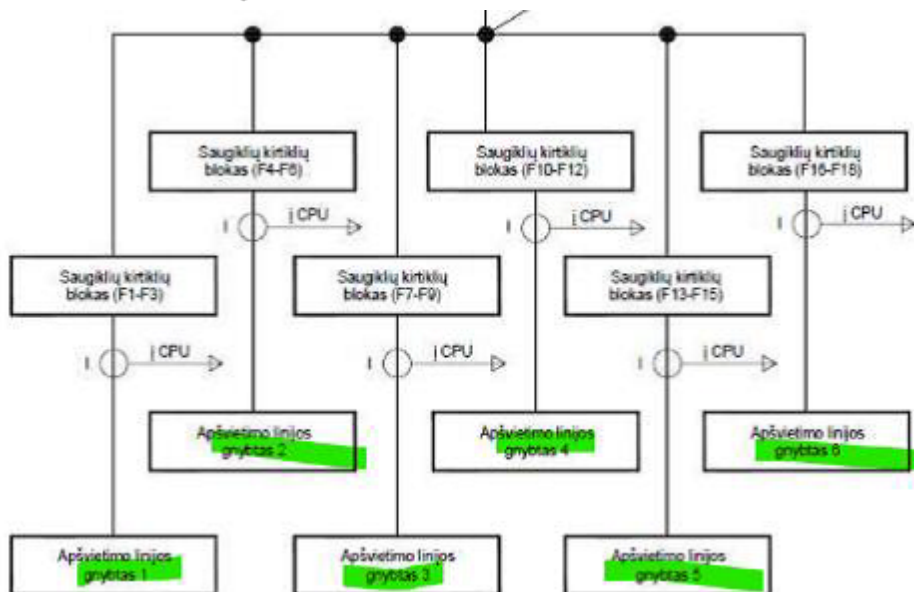 Saugiklių kirtiklių
blokas (F4-F6)
Saugiklių kirtiklių
blokas (F10-F12)
Saugiklių kirtiklių
blokas (F16-F18)
I
į CPU
I
į CPU
I
į CPU
Saugiklių kirtiklių
blokas (F1-F3)
Saugiklių kirtiklių
blokas (F7-F9)
Saugiklių kirtiklių
blokas (F13-F15)
I
į CPU
I
į CPU
I
į CPU
Apšvietimo linijos
gnybtas 2
Apšvietimo linijos
gnybtas 4
Apšvietimo linijos
gnybtas 6
Apšvietimo linijos
gnybtas 1
Apšvietimo linijos
gnybtas 3
Apšvietimo linijos
gnybtas 5